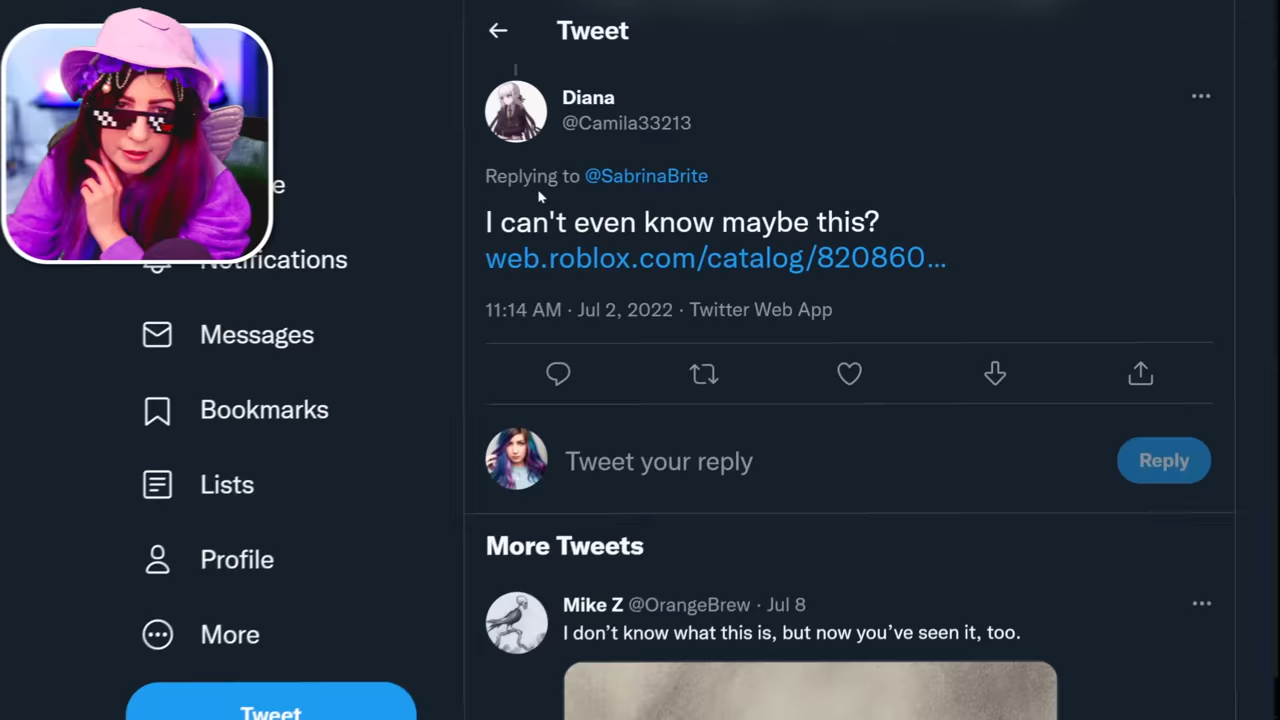 Tweet
Diana
@Camila33213
Replying to @SabrinaBrite
I can't even know maybe this?
web.roblox.com/catalog/820860...
11:14 AM · Jul 2, 2022 · Twitter Web App
Tweet your reply
Reply
More Tweets
Mike Z @OrangeBrew · Jul 8
I don’t know what this is, but now you’ve seen it, too.
e
Notifications
Messages
Bookmarks
Lists
Profile
More
Tweet